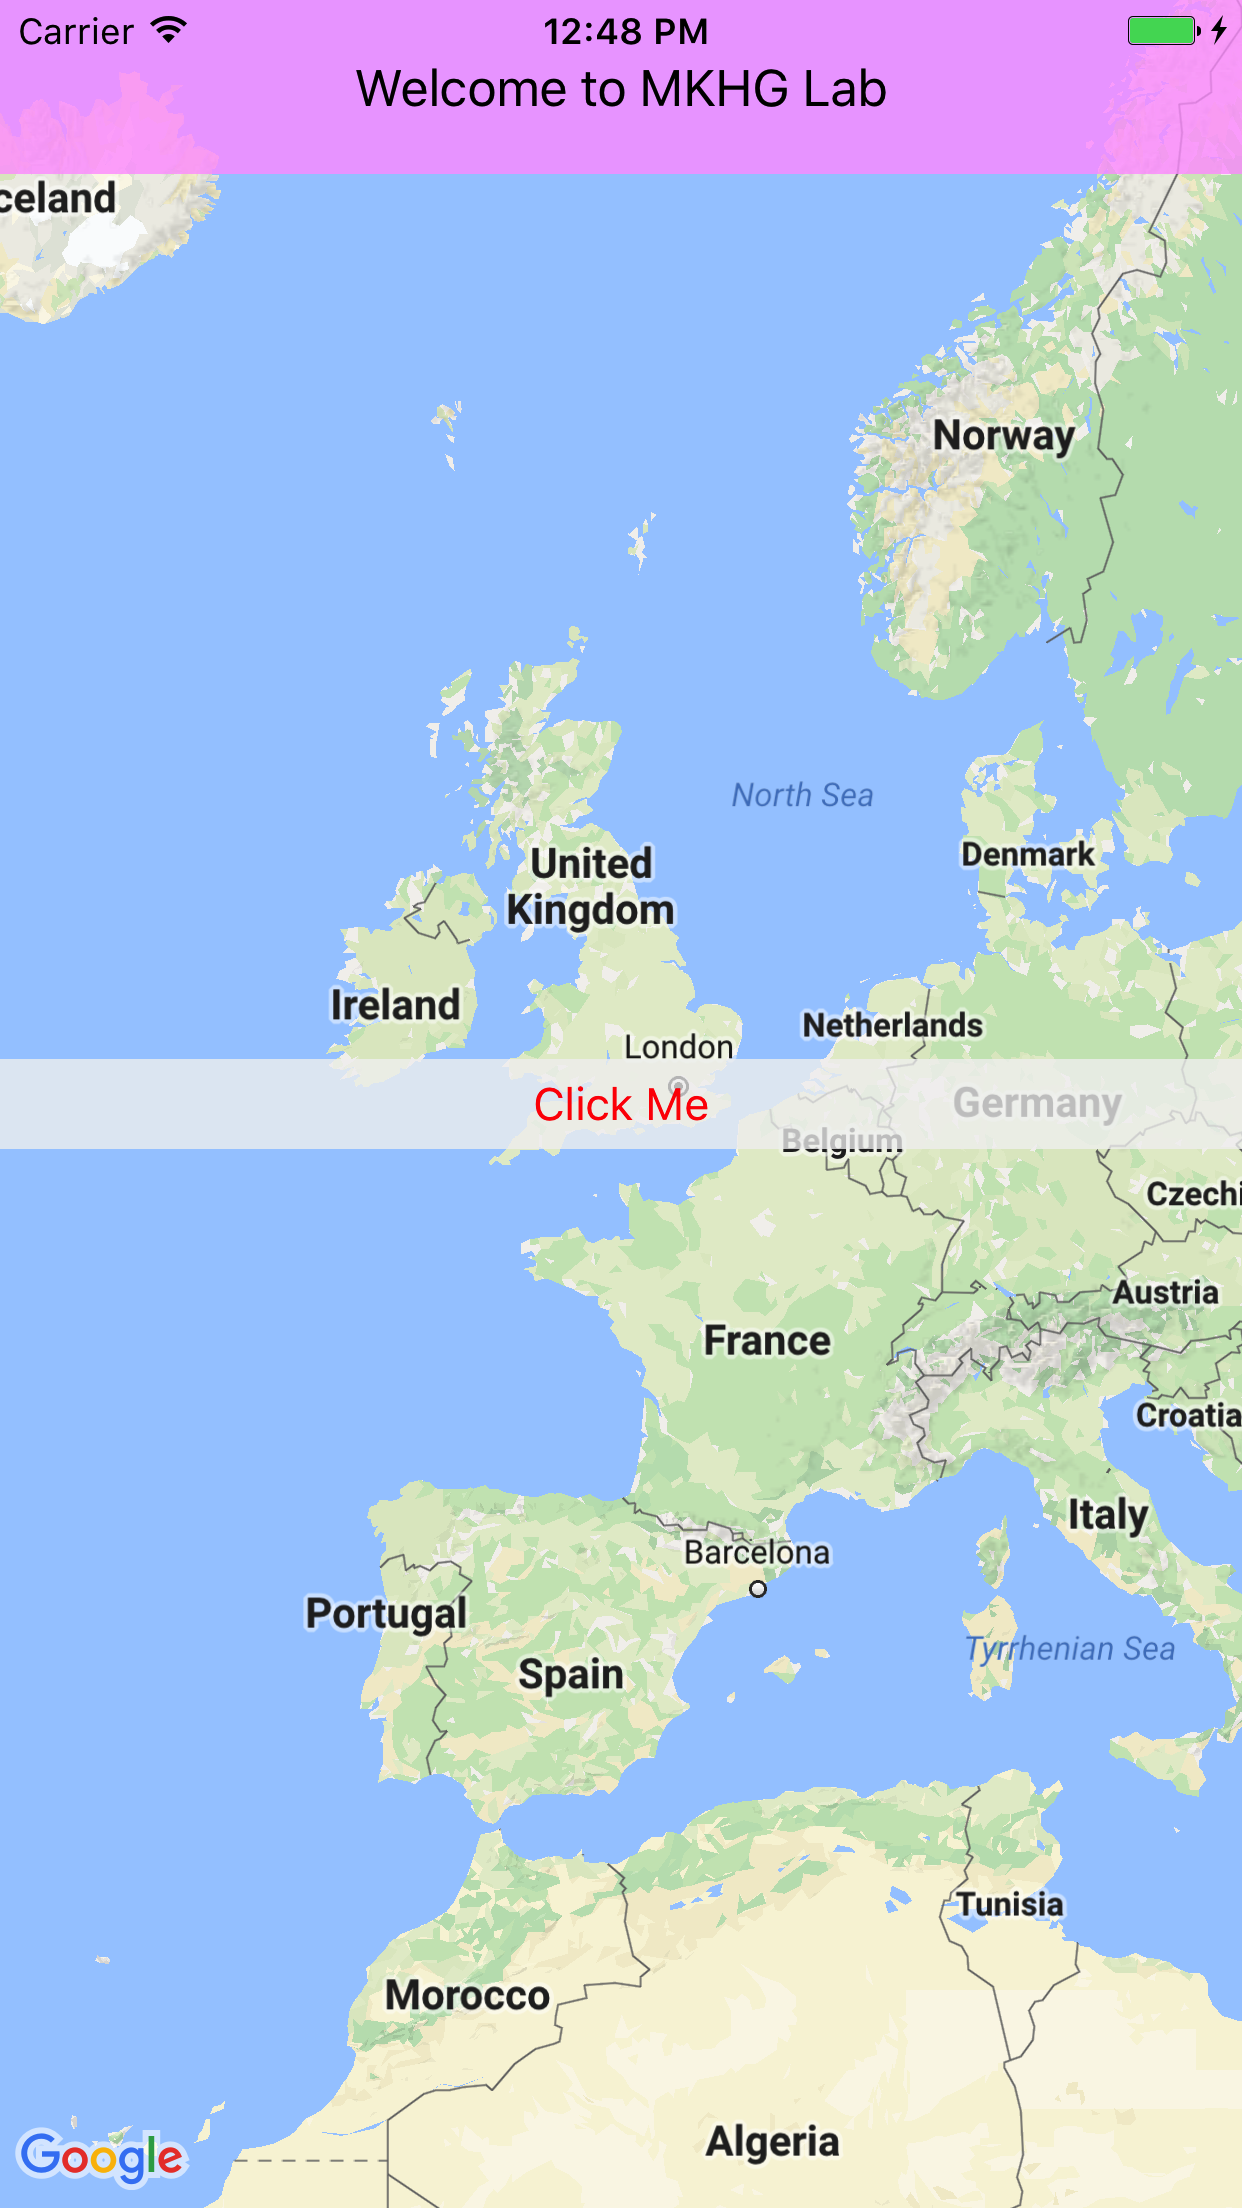 Carrier 12:48 PM
Welcome to MKHG Lab
celand
Norway
North Sea
United
Kingdom
Denmark
Ireland
Netherlands
London
Click Me
Germany
Belgium
Czechi
Austria
France
Croatia
Italy
Barcelona
Portugal
Tyrrhenian Sea
Spain
Tunisia
Morocco
Algeria
Google